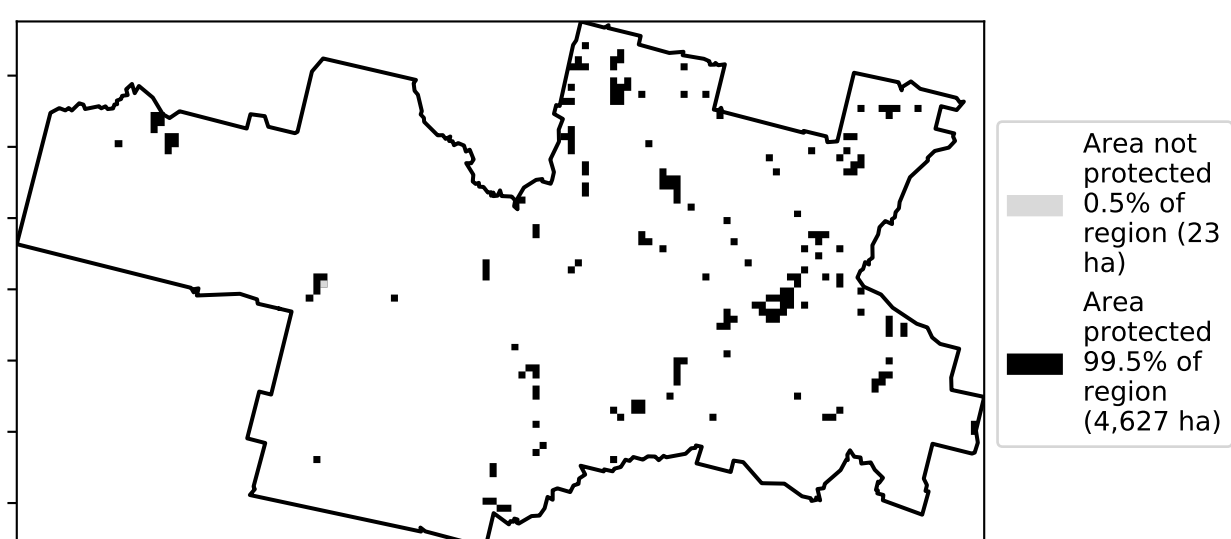 Area not
protected
0.5% of
region (23
ha)
Area
protected
99.5% of
region
(4,627 ha)